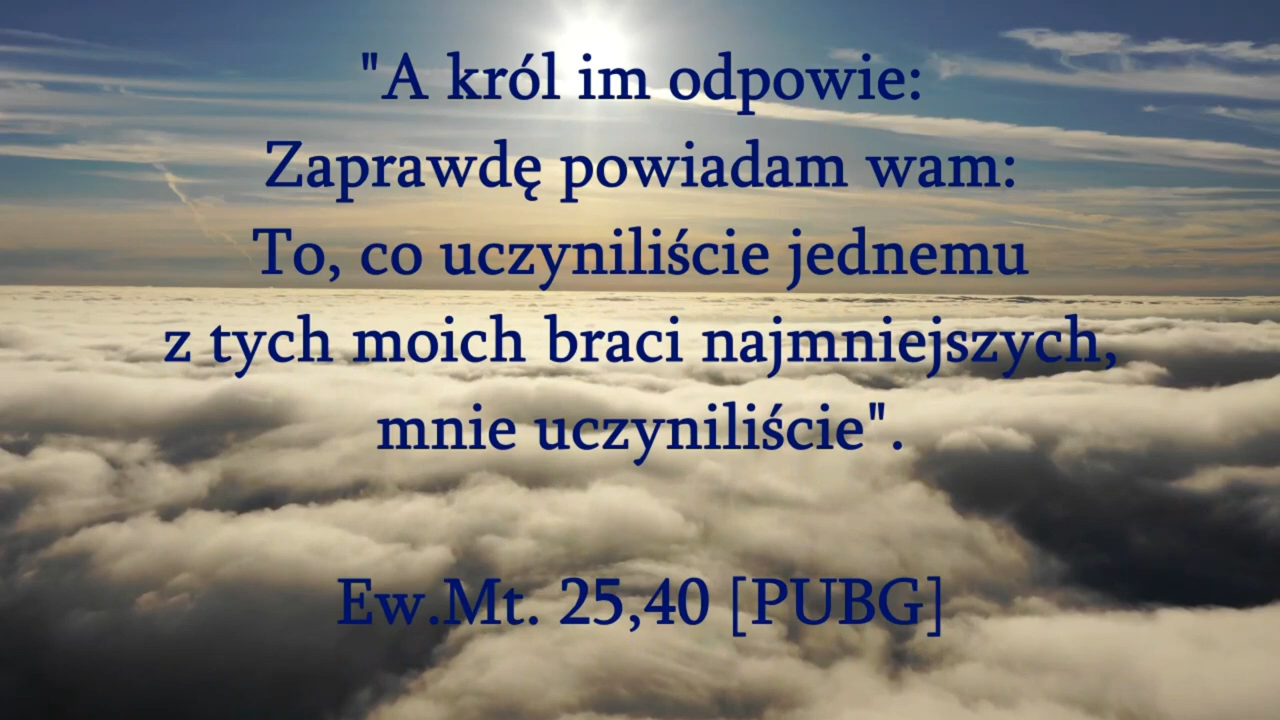 "A król im odpowie:
Zaprawdę powiadam wam:
To, co uczyniliście jednemu
z tych moich braci najmniejszych,
mnie uczyniliście".
Ew.Mt. 25,40 [PUBG]